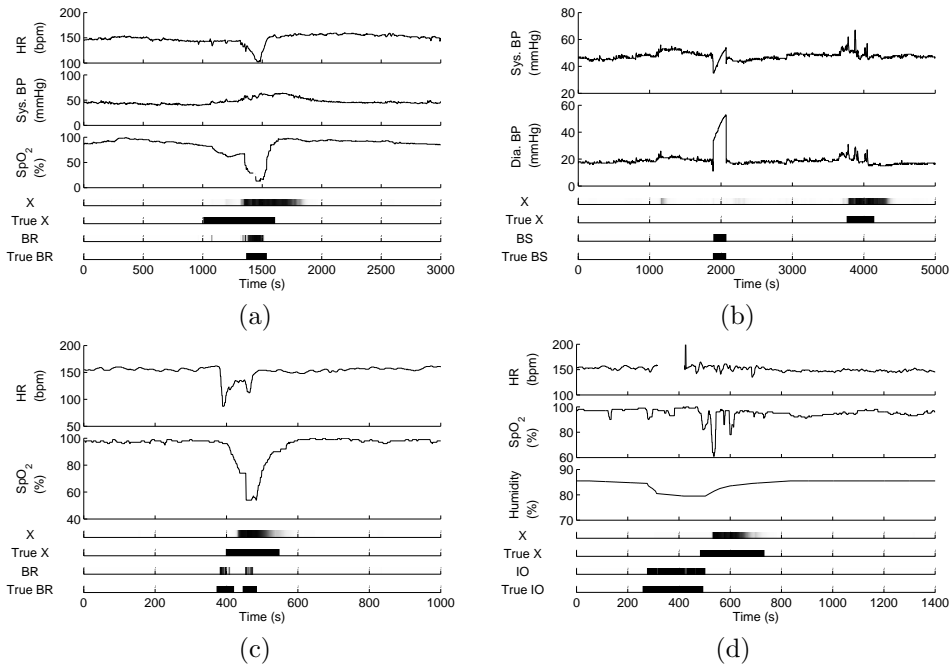 200
150
100
HR
(bpm)
100
50
0
Sys. BP
(mmHg)
100
50
0
SpO2
(%)
X
True X
BR
True BR
0 500 1000 1500 2000 2500 3000
Time (s)
(a)
80
60
40
20
Sys. BP
(mmHg)
60
40
20
0
Dia. BP
(mmHg)
X
True X
BS
True BS
0 1000 2000 3000 4000 5000
Time (s)
(b)
200
150
100
50
HR
(bpm)
100
80
60
40
SpO2
(%)
X
True X
BR
True BR
0 200 400 600 800 1000
Time (s)
(c)
200
150
100
HR
(bpm)
100
80
60
SpO2
(%)
90
80
70
Humidity
(%)
X
True X
IO
True IO
0 200 400 600 800 1000 1200 1400
Time (s)
(d)